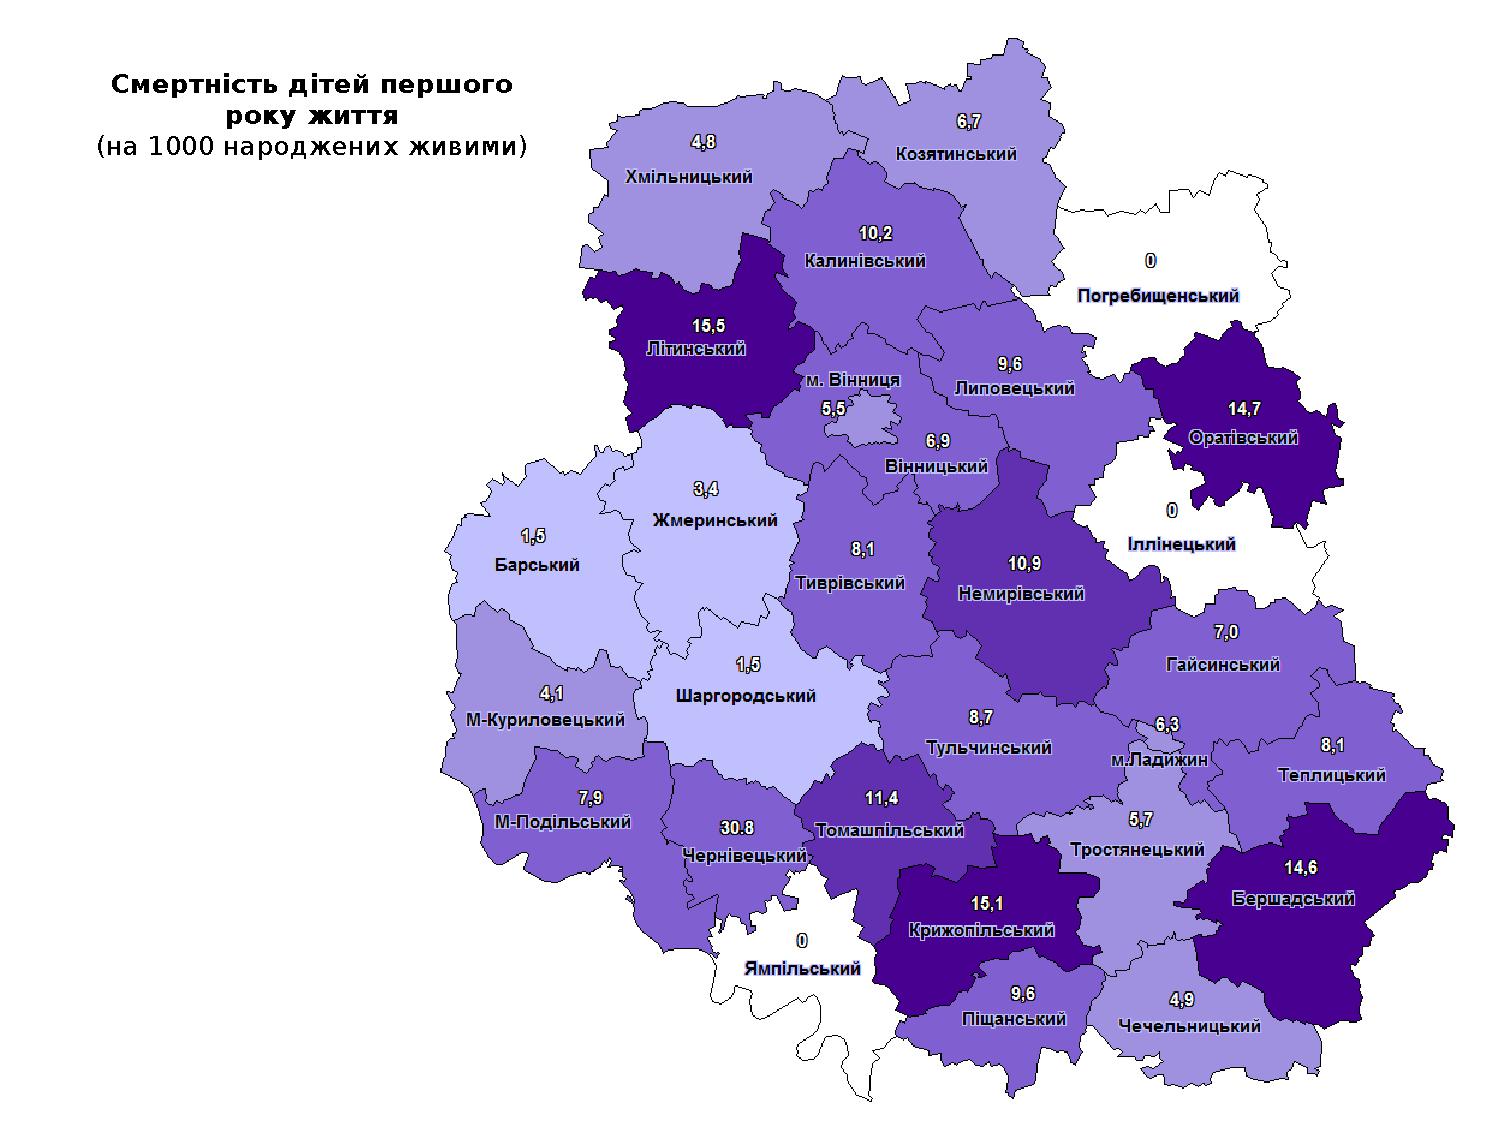 Смертність дітей першого
року життя
(на 1000 народжених живими)
6,7
Козятинський
4,8
Хмільницький
10,2
Калинівський
0
Погребищенський
15,5
Літинський
9,6
Липовецький
м. Вінниця
5,5
14,7
Оратівський
6,9
Вінницький
3,4
Жмеринський
0
Іллінецький
1,5
Барський
8,1
Тиврівський
10,9
Немирівський
7,0
Гайсинський
1,5
Шаргородський
4,1
М-Куриловецький
8,7
Тульчинський
6,3
м.Ладижин
8,1
Теплицький
7,9
М-Подільський
11,4
Томашпільський
30.8
Чернівецький
5,7
Тростянецький
14,6
Бершадський
15,1
Крижопільський
0
Ямпільський
9,6
Піщанський
4,9
Чечельницький